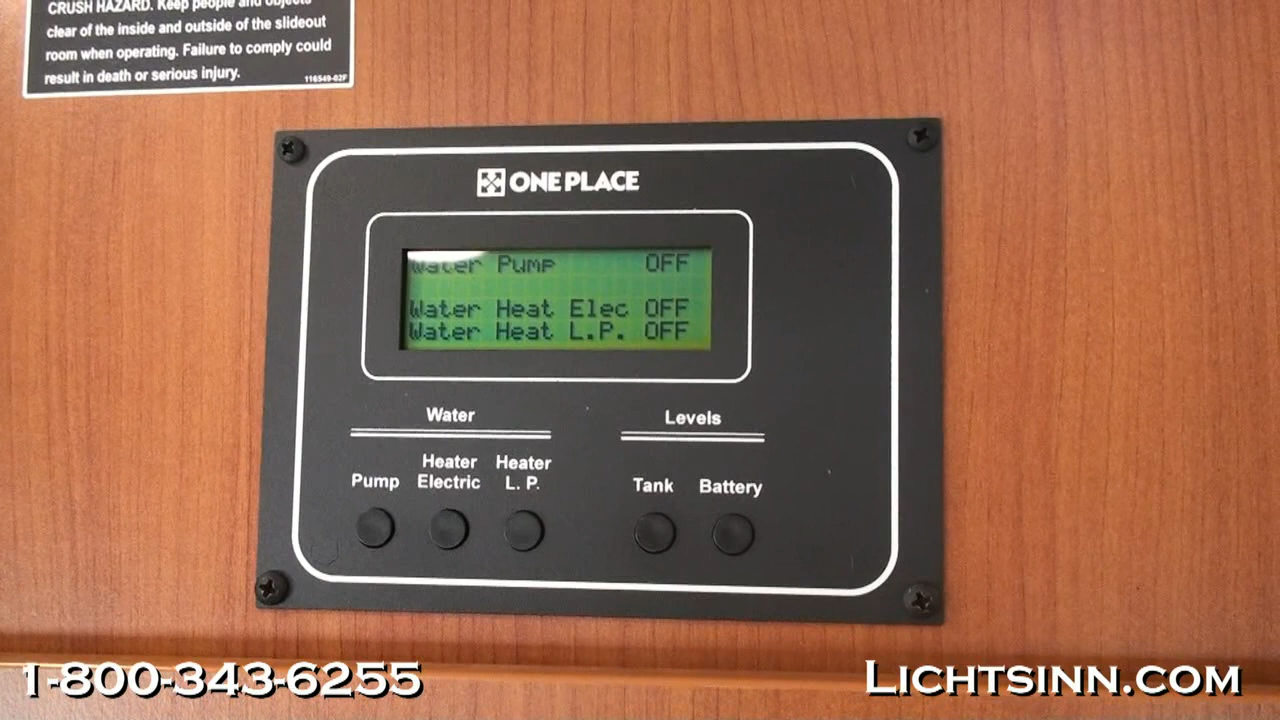 CRUSH HAZARD. Keep people and objects
clear of the inside and outside of the slideout
room when operating. Failure to comply could
result in death or serious injury.
116549-02F
ONE PLACE
Water Pump OFF
Water Heat Elec OFF
Water Heat L.P. OFF
Water
Levels
Pump
Heater
Electric
Heater
L. P.
Tank
Battery
1-800-343-6255
Lichtsinn.com